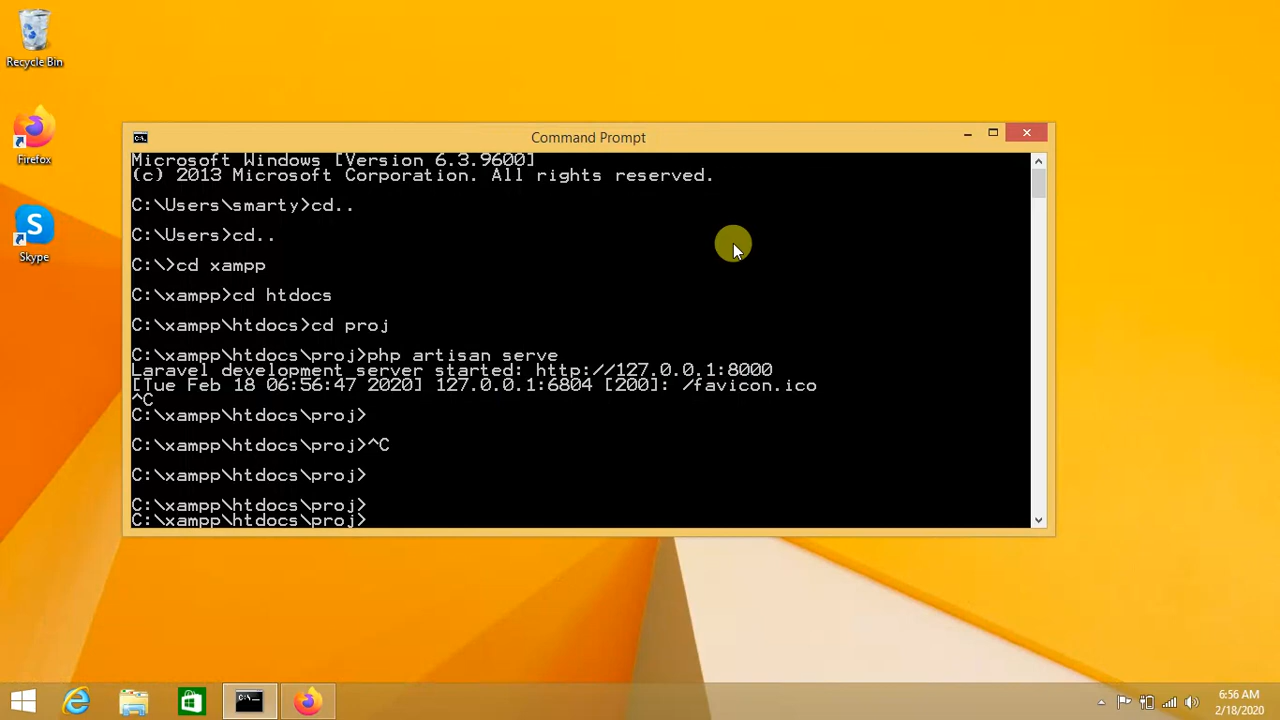 Recycle Bin
Firefox
Skype
Command Prompt
Microsoft Windows [Version 6.3.9600]
(c) 2013 Microsoft Corporation. All rights reserved.
C:\Users\smarty>cd..
C:\Users>cd..
C:\>cd xampp
C:\xampp>cd htdocs
C:\xampp\htdocs>cd proj
C:\xampp\htdocs\proj>php artisan serve
Laravel development server started: http://127.0.0.1:8000
[Tue Feb 18 06:56:47 2020] 127.0.0.1:6804 [200]: /favicon.ico
^C
C:\xampp\htdocs\proj>
C:\xampp\htdocs\proj>^C
C:\xampp\htdocs\proj>
C:\xampp\htdocs\proj>
C:\xampp\htdocs\proj>
6:56 AM
2/18/2020